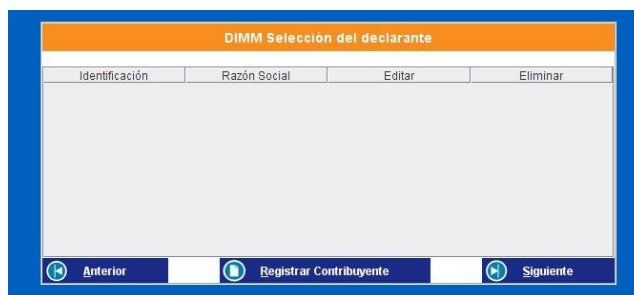 DIMM Selección del declarante
Identificación Razón Social Editar Eliminar
Anterior Registrar Contribuyente Siguiente